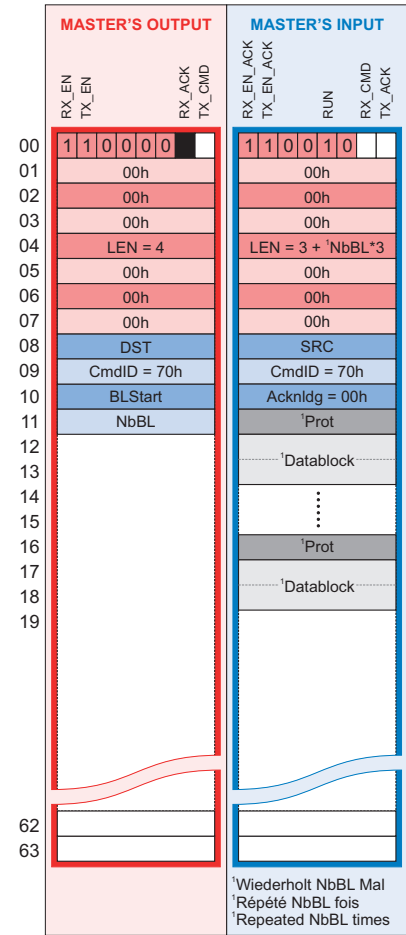 MASTER'S OUTPUT MASTER'S INPUT
RX_EN TX_EN RX_ACK TX_CMD RX_EN_ACK TX_EN_ACK RUN RX_CMD TX_ACK
00 1 1 0 0 0 0 1 1 0 0 1 0
01 00h 00h
02 00h 00h
03 00h 00h
04 LEN = 4 LEN = 3 + ¹NbBL*3
05 00h 00h
06 00h 00h
07 00h 00h
08 DST SRC
09 CmdID = 70h CmdID = 70h
10 BLStart Acknldg = 00h
11 NbBL ¹Prot
12
¹Datablock
13
14
15
16 ¹Prot
17
¹Datablock
18
19
62
63
¹Wiederholt NbBL Mal
¹Répété NbBL fois
¹Repeated NbBL times